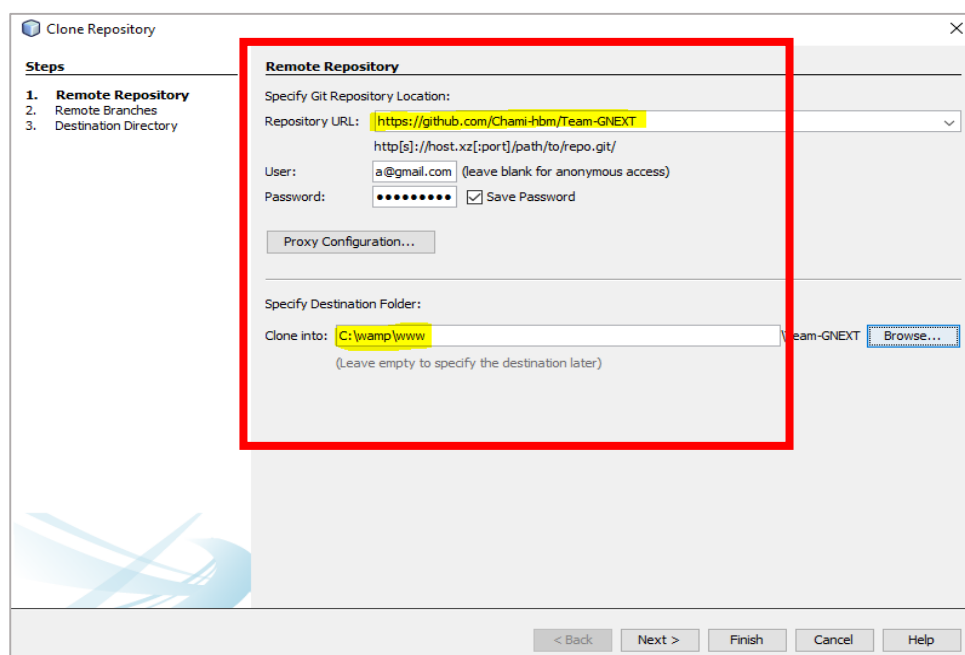 Clone Repository
Steps
1. Remote Repository
2. Remote Branches
3. Destination Directory
Remote Repository
Specify Git Repository Location:
Repository URL: https://github.com/Chami-hbm/Team-GNEXT
http[s]://host.xz[:port]/path/to/repo.git/
User: a@gmail.com (leave blank for anonymous access)
Password: ●●●●●●●●● Save Password
Proxy Configuration...
Specify Destination Folder:
Clone into: C:\wamp\www \Team-GNEXT Browse...
(Leave empty to specify the destination later)
< Back Next > Finish Cancel Help